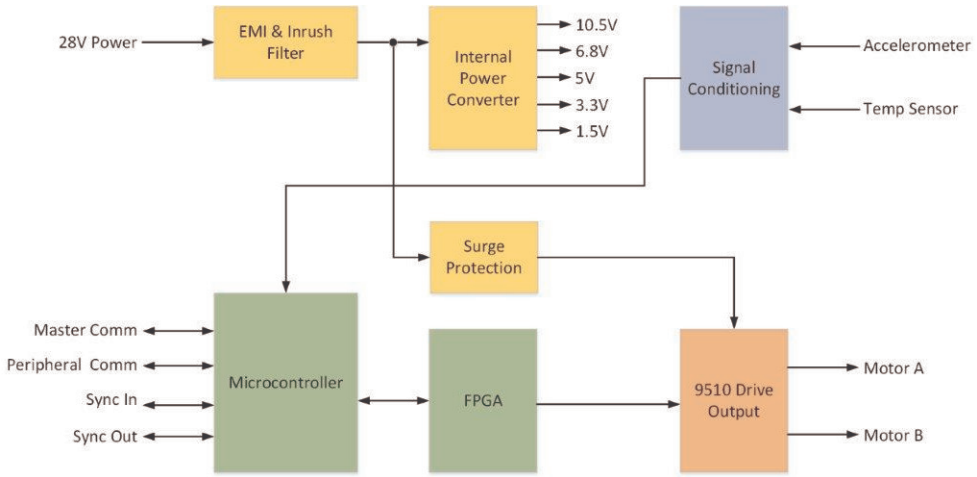 28V Power
EMI & Inrush
Filter
Internal
Power
Converter
10.5V
6.8V
5V
3.3V
1.5V
Signal
Conditioning
Accelerometer
Temp Sensor
Surge
Protection
Master Comm
Peripheral Comm
Sync In
Sync Out
Microcontroller
FPGA
9510 Drive
Output
Motor A
Motor B